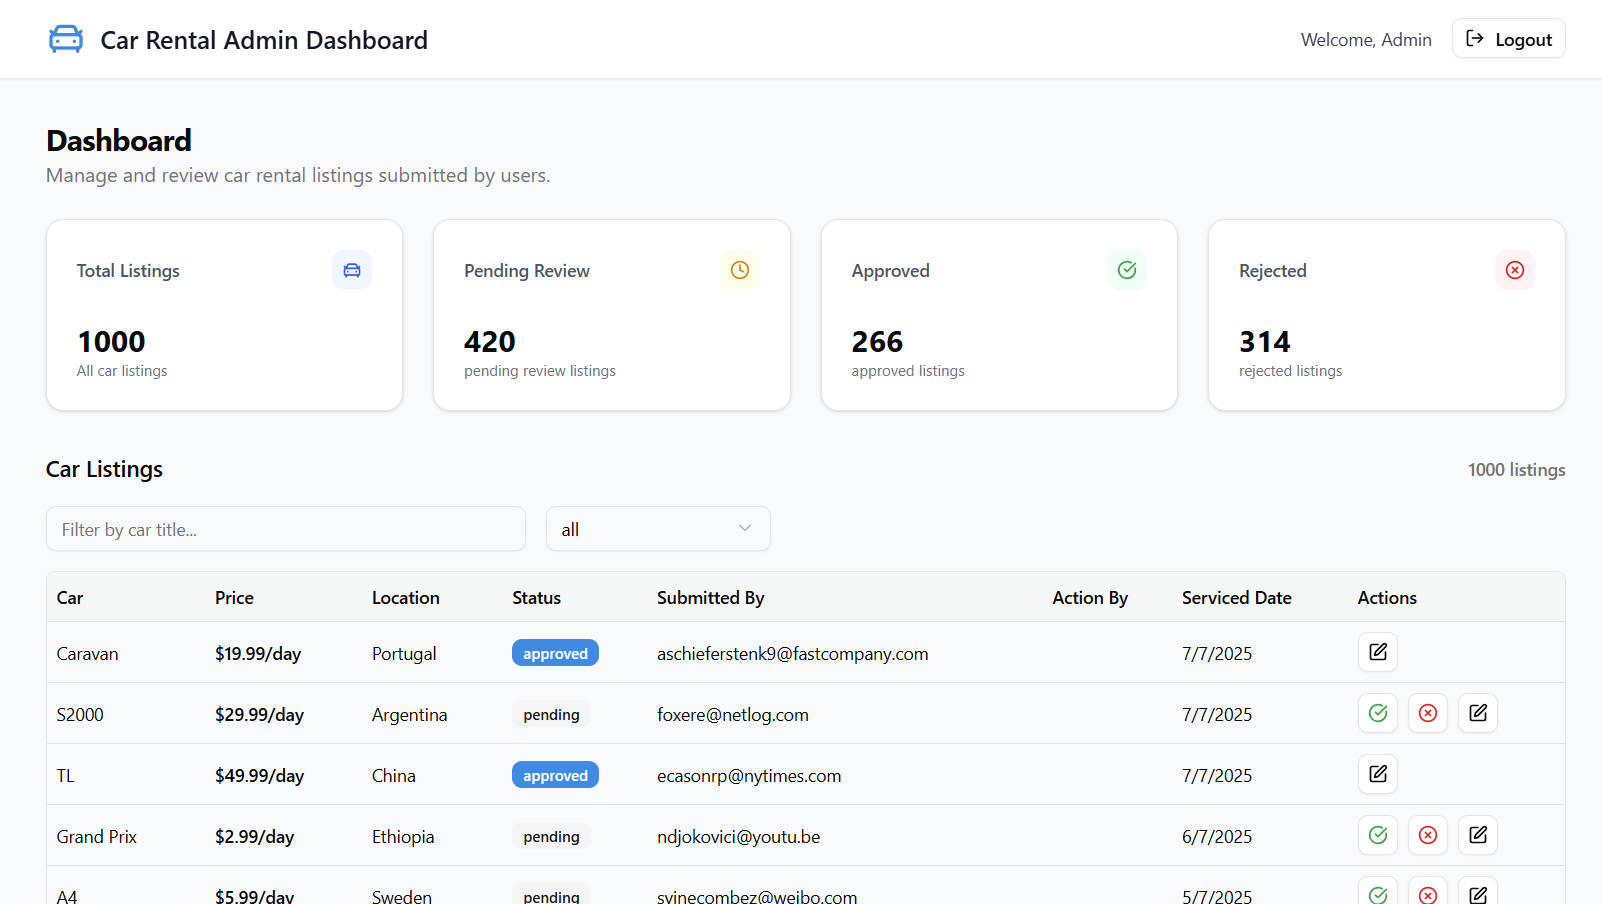 Car Rental Admin Dashboard
Welcome, Admin
Logout
Dashboard
Manage and review car rental listings submitted by users.
Total Listings
1000
All car listings
Pending Review
420
pending review listings
Approved
266
approved listings
Rejected
314
rejected listings
Car Listings
1000 listings
Filter by car title...
all
Car Price Location Status Submitted By Action By Serviced Date Actions
Caravan $19.99/day Portugal approved aschieferstenk9@fastcompany.com 7/7/2025
S2000 $29.99/day Argentina pending foxere@netlog.com 7/7/2025
TL $49.99/day China approved ecasonrp@nytimes.com 7/7/2025
Grand Prix $2.99/day Ethiopia pending ndjokovici@youtu.be 6/7/2025
A4 $5.99/day Sweden pending svinecombez@weibo.com 5/7/2025